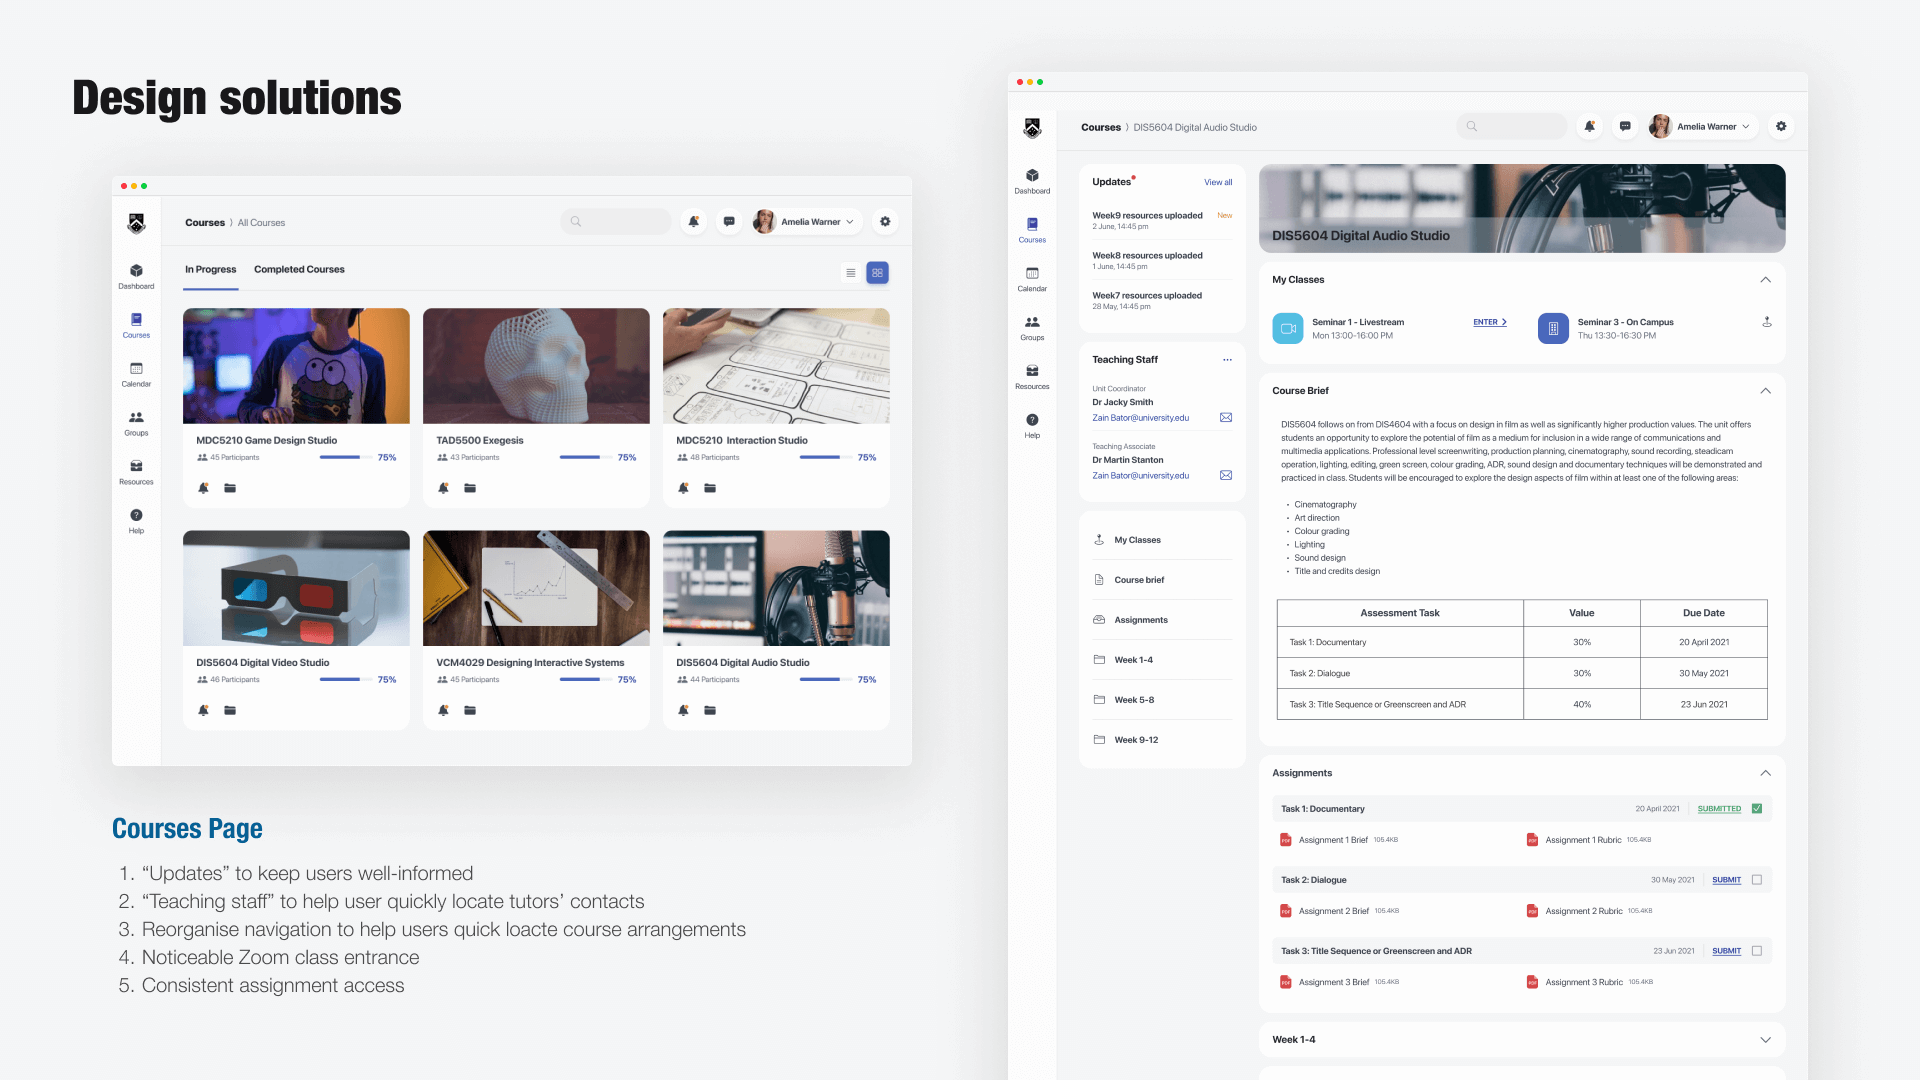 Design solutions
Courses 〉 All Courses
Amelia Warner
Dashboard
Courses
Calendar
Groups
Resources
Help
In Progress
Completed Courses
MDC5210 Game Design Studio
45 Participants
75%
TAD5500 Exegesis
43 Participants
75%
MDC5210 Interaction Studio
48 Participants
75%
DIS5604 Digital Video Studio
46 Participants
75%
VCM4029 Designing Interactive Systems
45 Participants
75%
DIS5604 Digital Audio Studio
44 Participants
75%
Courses Page
1. “Updates” to keep users well-informed
2. “Teaching staff” to help user quickly locate tutors’ contacts
3. Reorganise navigation to help users quick loacte course arrangements
4. Noticeable Zoom class entrance
5. Consistent assignment access
Courses 〉 DIS5604 Digital Audio Studio
Amelia Warner
Dashboard
Courses
Calendar
Groups
Resources
Help
Updates
View all
Week9 resources uploaded
New
2 June, 14:45 pm
Week8 resources uploaded
1 June, 14:45 pm
Week7 resources uploaded
28 May, 14:45 pm
Teaching Staff
Unit Coordinator
Dr Jacky Smith
Zain Bator@university.edu
Teaching Associate
Dr Martin Stanton
Zain Bator@university.edu
My Classes
Course brief
Assignments
Week 1-4
Week 5-8
Week 9-12
DIS5604 Digital Audio Studio
My Classes
Seminar 1 - Livestream
Mon 13:00-16:00 PM
ENTER
Seminar 3 - On Campus
Thu 13:30-16:30 PM
Course Brief
DIS5604 follows on from DIS4604 with a focus on design in film as well as significantly higher production values. The unit offers
students an opportunity to explore the potential of film as a medium for inclusion in a wide range of communications and
multimedia applications. Professional level screenwriting, production planning, cinematography, sound recording, steadicam
operation, lighting, editing, green screen, colour grading, ADR, sound design and documentary techniques will be demonstrated and
practiced in class. Students will be encouraged to explore the design aspects of film within at least one of the following areas:
• Cinematography
• Art direction
• Colour grading
• Lighting
• Sound design
• Title and credits design
Assessment Task Value Due Date
Task 1: Documentary 30% 20 April 2021
Task 2: Dialogue 30% 30 May 2021
Task 3: Title Sequence or Greenscreen and ADR 40% 23 Jun 2021
Assignments
Task 1: Documentary 20 April 2021 SUBMITTED
PDF Assignment 1 Brief 105.4KB
PDF Assignment 1 Rubric 105.4KB
Task 2: Dialogue 30 May 2021 SUBMIT
PDF Assignment 2 Brief 105.4KB
PDF Assignment 2 Rubric 105.4KB
Task 3: Title Sequence or Greenscreen and ADR 23 Jun 2021 SUBMIT
PDF Assignment 3 Brief 105.4KB
PDF Assignment 3 Rubric 105.4KB
Week 1-4